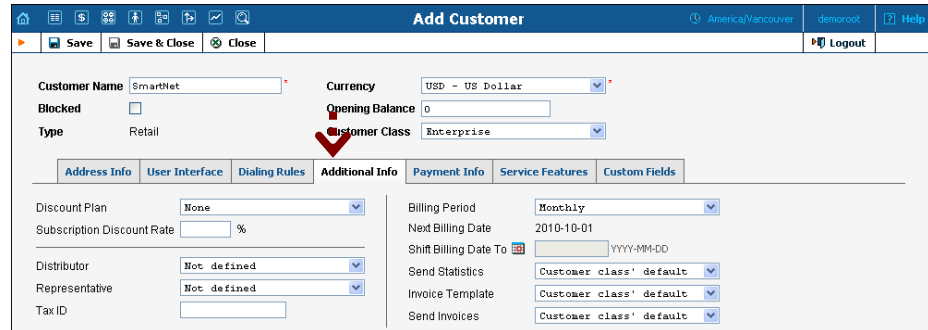 Add Customer America/Vancouver demoroot ? Help
Save Save & Close Close Logout
Customer Name SmartNet * Currency USD - US Dollar *
Blocked Opening Balance 0
Type Retail Customer Class Enterprise
Address Info User Interface Dialing Rules Additional Info Payment Info Service Features Custom Fields
Discount Plan None Billing Period Monthly
Subscription Discount Rate % Next Billing Date 2010-10-01
Shift Billing Date To YYYY-MM-DD
Distributor Not defined Send Statistics Customer class' default
Representative Not defined Invoice Template Customer class' default
Tax ID Send Invoices Customer class' default